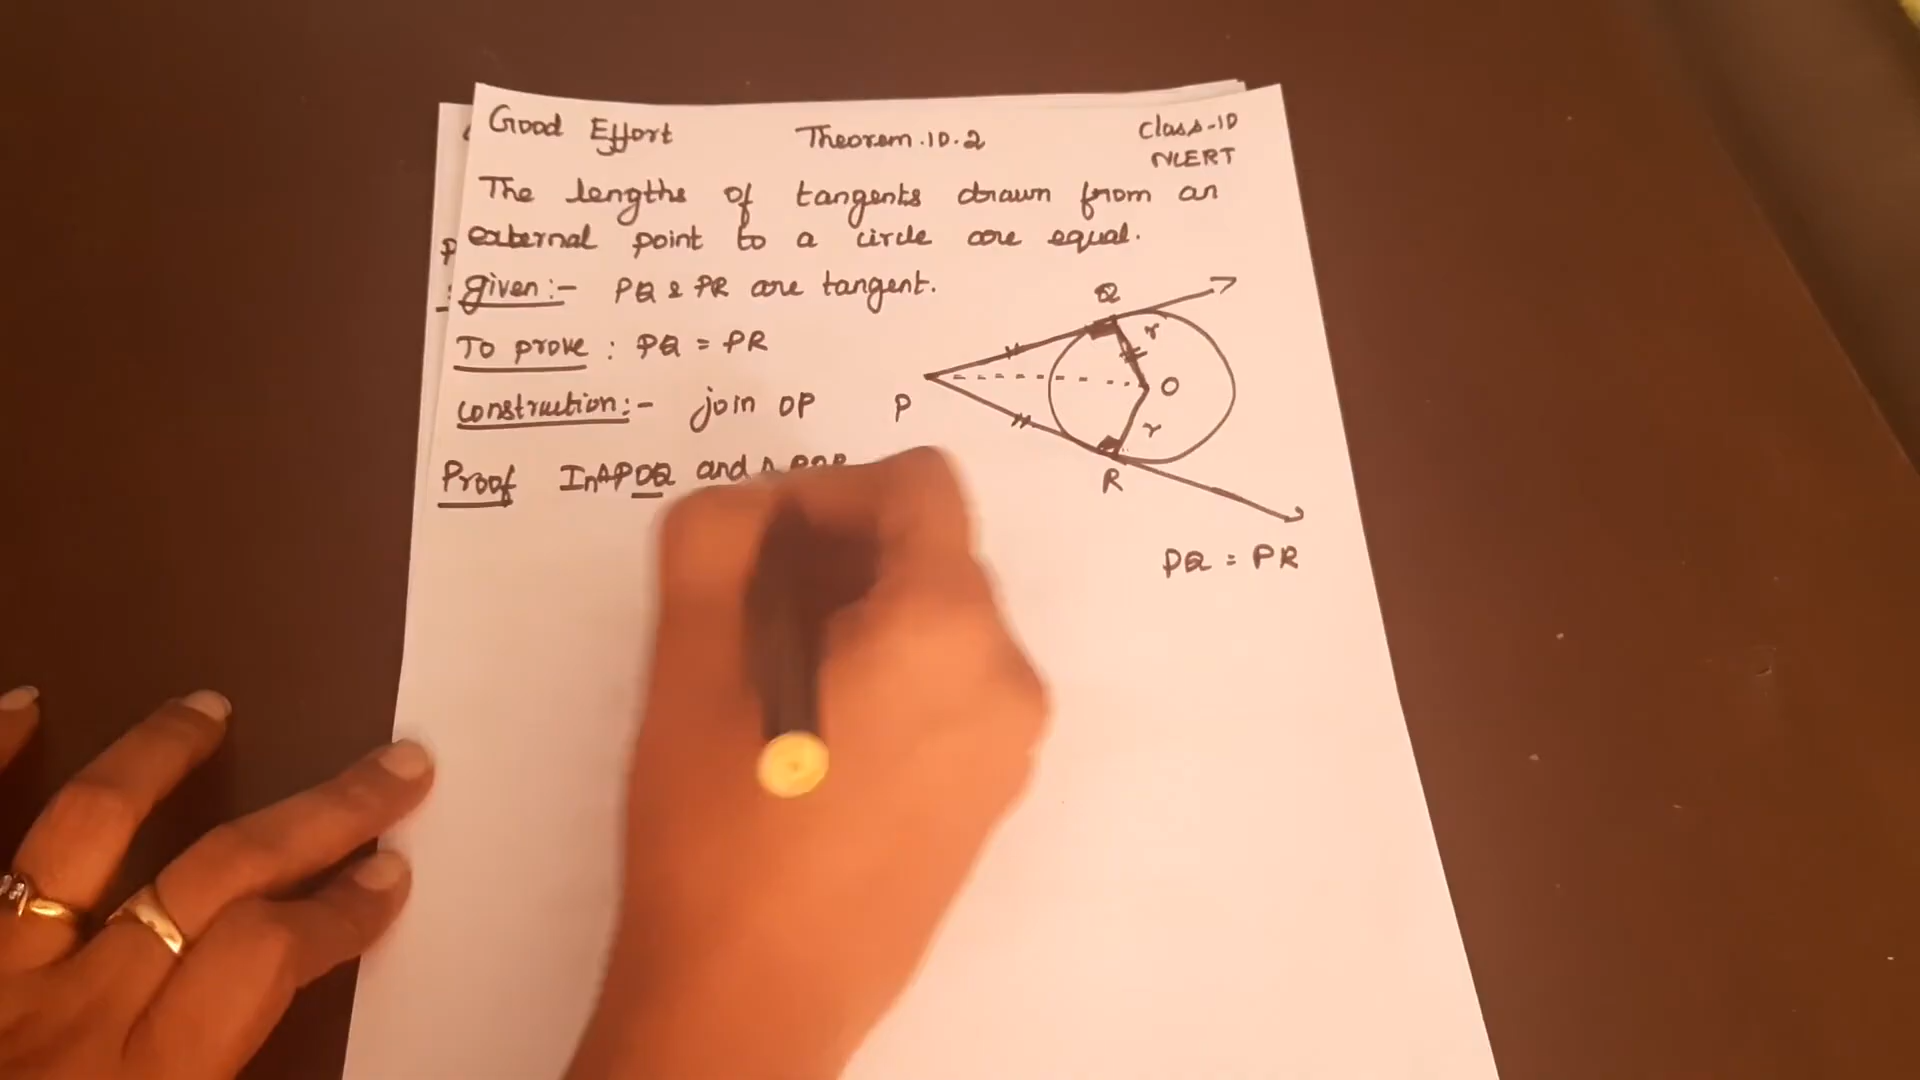 Good Effort Theorem.10.2 Class-10
NCERT
The lengths of tangents drawn from an
external point to a circle are equal.
given:- PQ & PR are tangent.
To prove: PQ = PR
construction:- join OP
Proof In△POQ and △
Q
r
O
P
r
R
PQ = PR